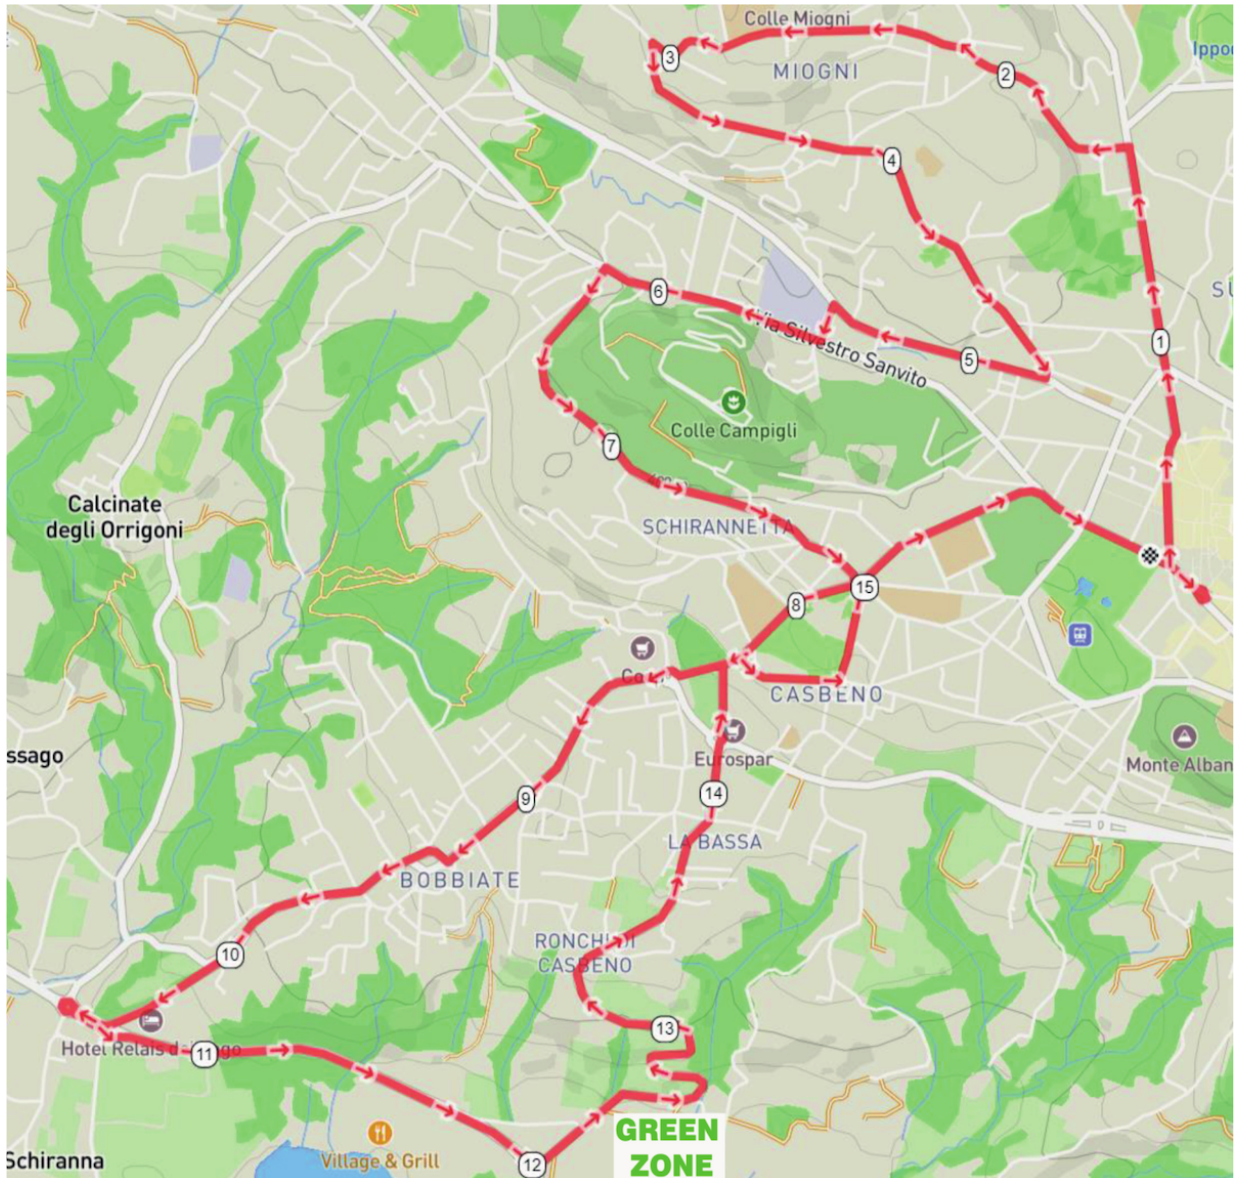 Colle Miogni
3
2
MIOGNI
4
1
6
Via Silvestro Sanvito
5
Colle Campigli
7
Calcinate
degli Orrigoni
SCHIRANNETTA
8
15
CASBENO
Eurospar
Monte Alban
ssago
9
14
LA BASSA
BOBBIATE
RONCHI DI
CASBENO
10
13
Hotel Relais
11
GREEN
ZONE
Schiranna
Village & Grill
12